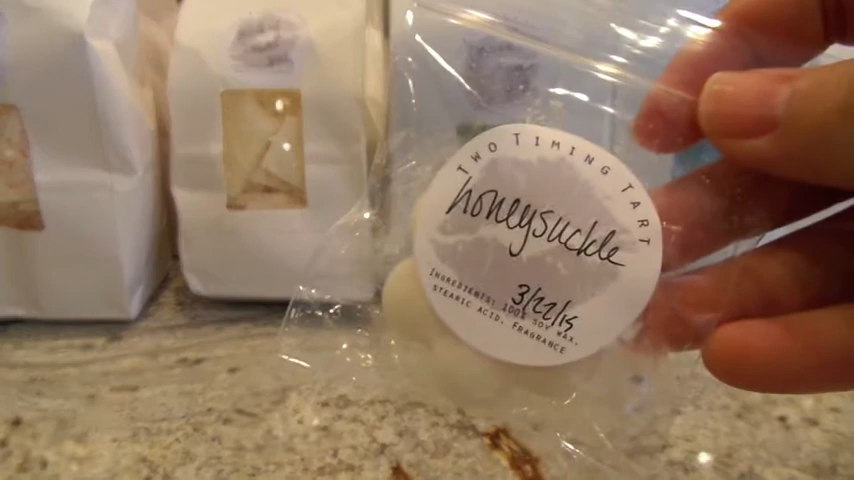 TWO TIMING TART
honeysuckle
3/22/15
INGREDIENTS: 100% SOY WAX,
STEARIC ACID, FRAGRANCE